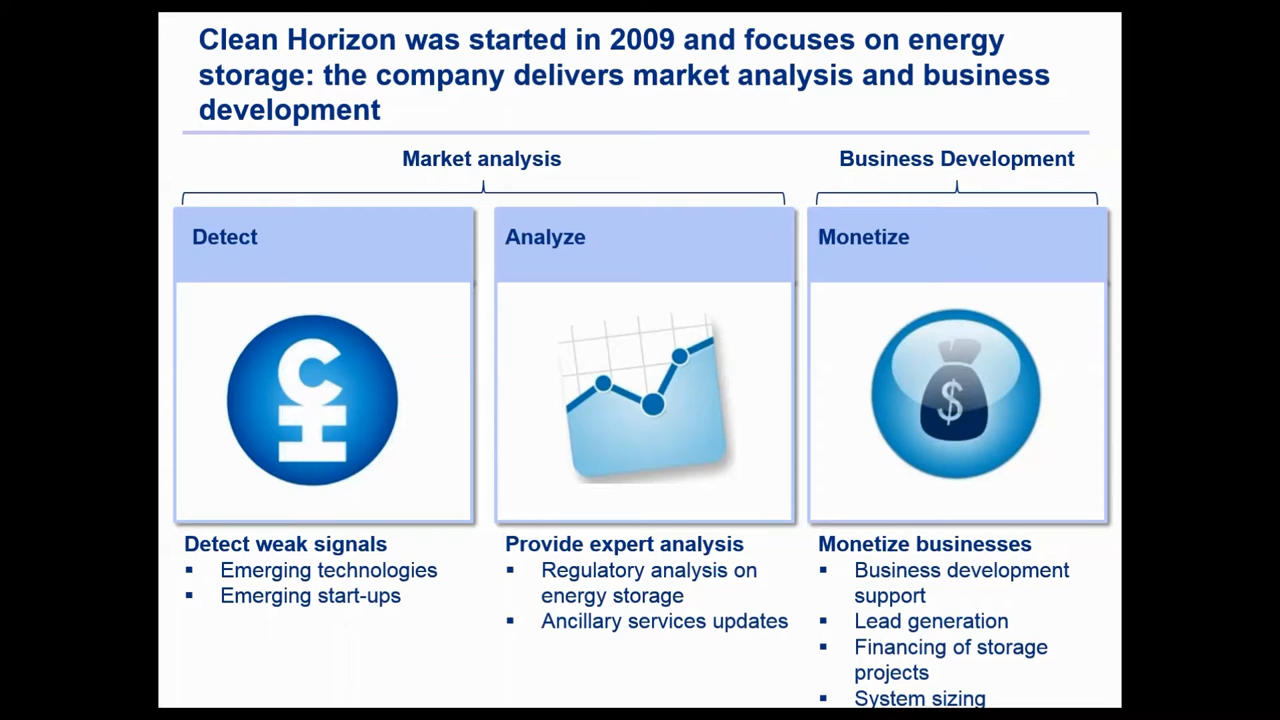 Clean Horizon was started in 2009 and focuses on energy
storage: the company delivers market analysis and business
development
Market analysis
Business Development
Detect
Analyze
Monetize
CH
$
Detect weak signals
▪ Emerging technologies
▪ Emerging start-ups
Provide expert analysis
▪ Regulatory analysis on
energy storage
▪ Ancillary services updates
Monetize businesses
▪ Business development
support
▪ Lead generation
▪ Financing of storage
projects
▪ System sizing